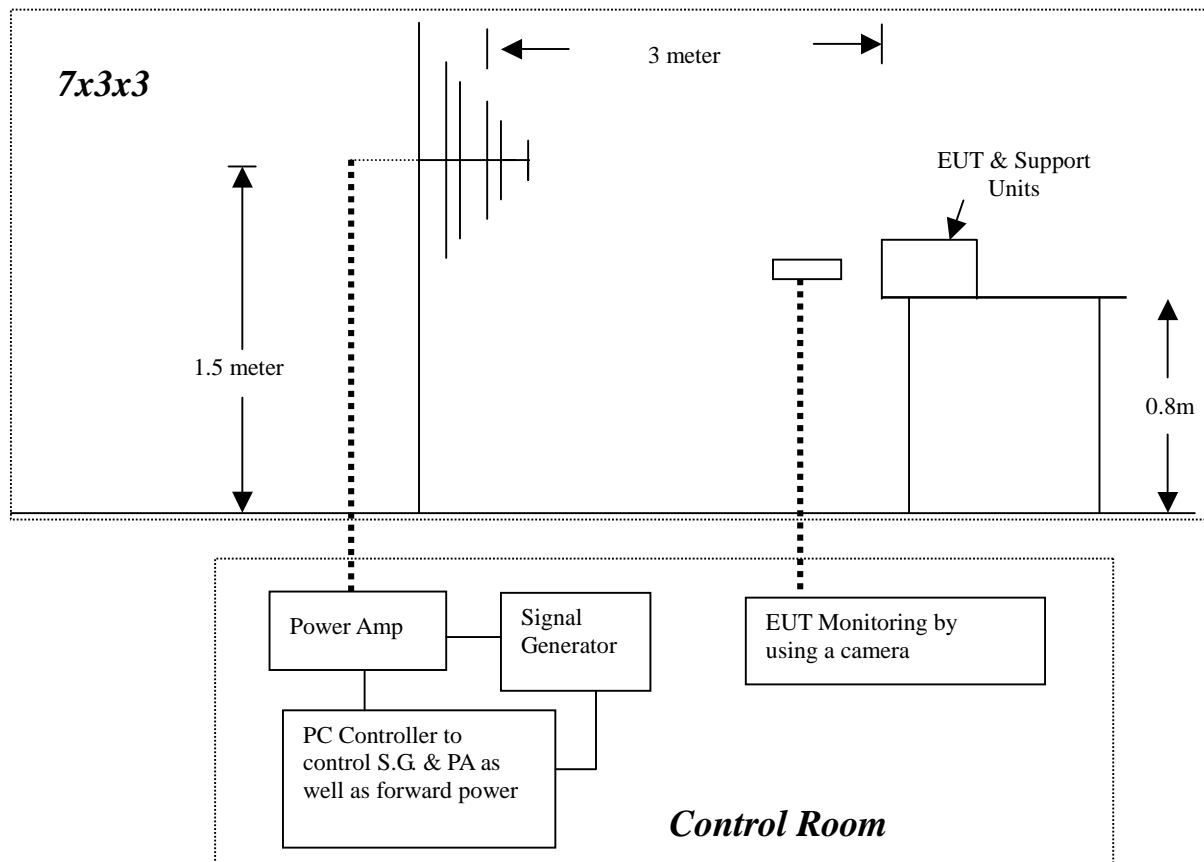 7x3x3
3 meter
EUT & Support
Units
1.5 meter
0.8m
Power Amp
Signal
Generator
EUT Monitoring by
using a camera
PC Controller to
control S.G. & PA as
well as forward power
Control Room